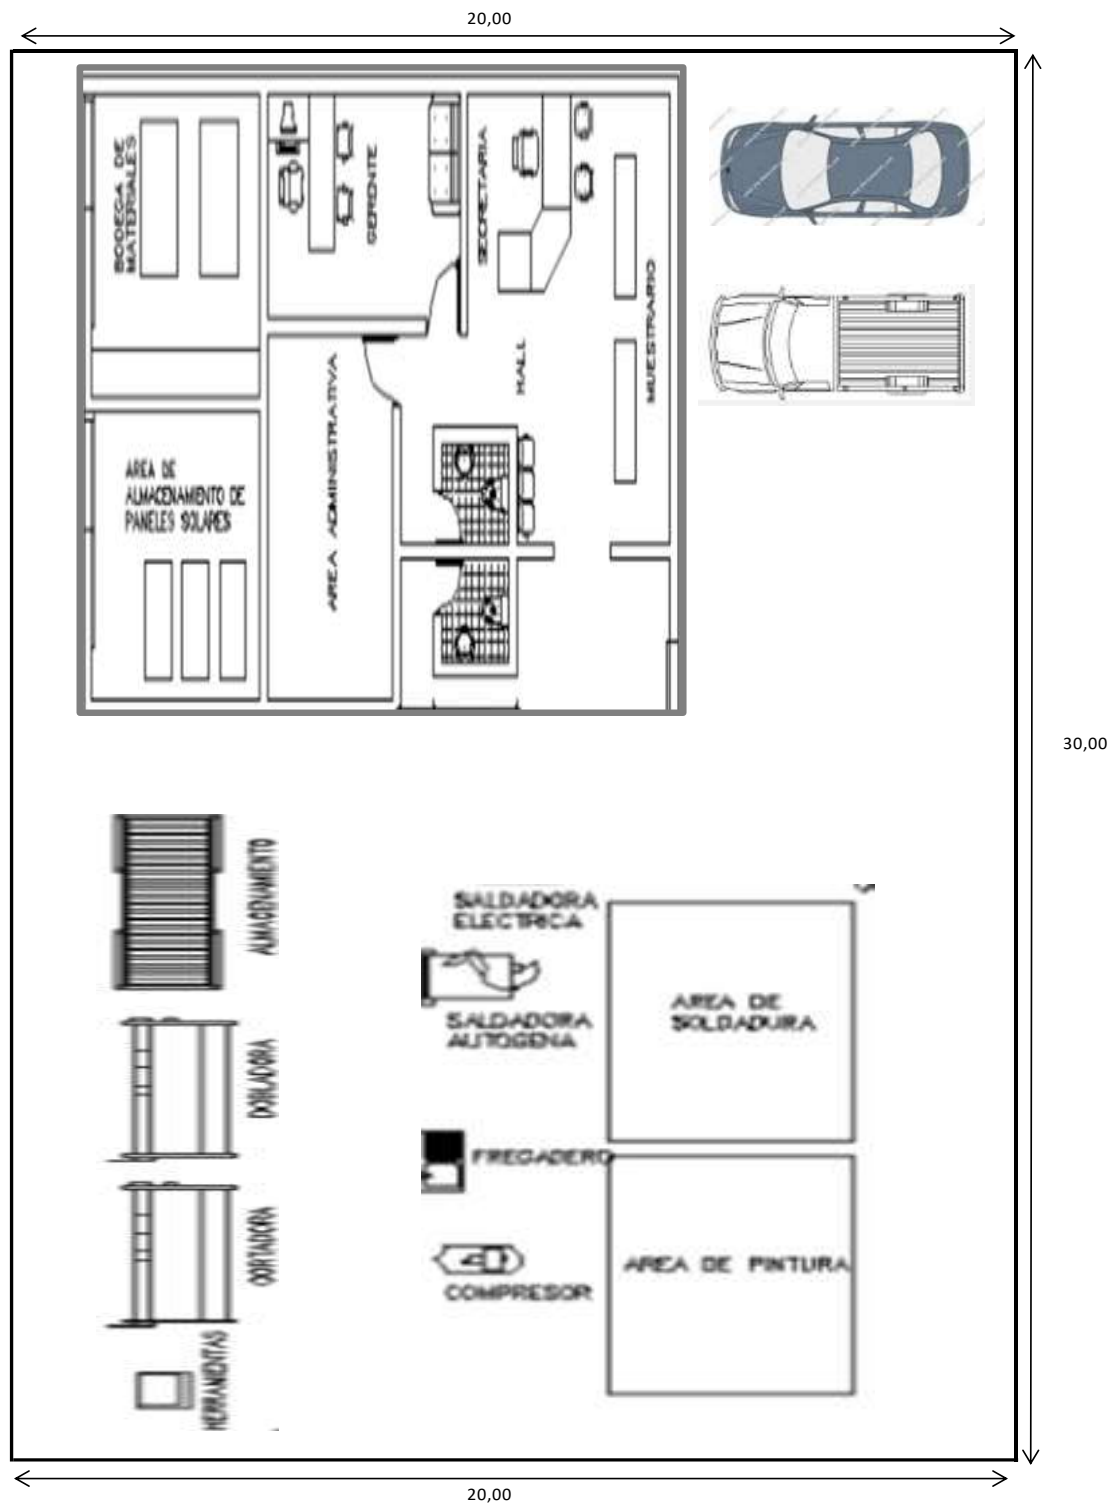 20,00
BODEGA DE
MATERIALES
GERENTE
SECRETARIA
MUESTRARIO
HALL
AREA ADMINISTRATIVA
AREA DE
ALMACENAMIENTO DE
PANELES SOLARES
30,00
ALMACENAMIENTO
DOBLADORA
CORTADORA
HERRAMIENTAS
SALDADORA
ELECTRICA
SALDADORA
AUTOGENA
FREGADERO
COMPRESOR
AREA DE
SOLDADURA
AREA DE PINTURA
20,00